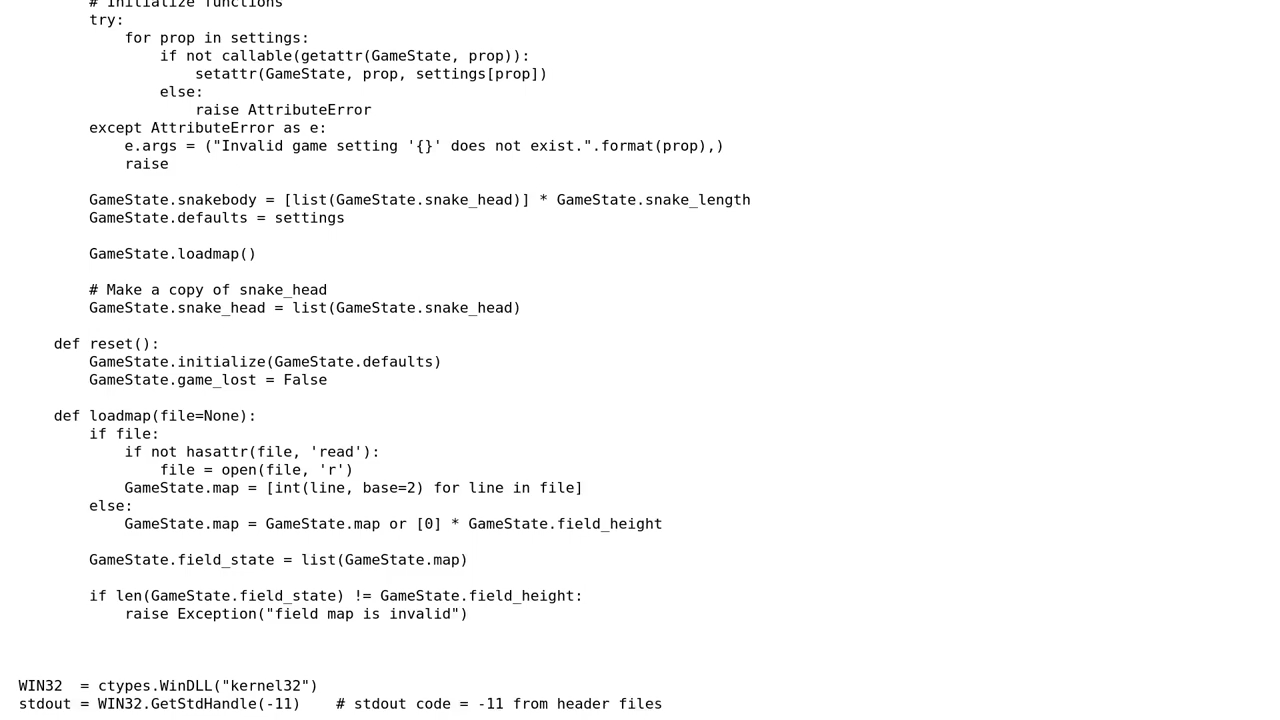 # Initialize functions
        try:
            for prop in settings:
                if not callable(getattr(GameState, prop)):
                    setattr(GameState, prop, settings[prop])
                else:
                    raise AttributeError
        except AttributeError as e:
            e.args = ("Invalid game setting '{}' does not exist.".format(prop),)
            raise

        GameState.snakebody = [list(GameState.snake_head)] * GameState.snake_length
        GameState.defaults = settings

        GameState.loadmap()

        # Make a copy of snake_head
        GameState.snake_head = list(GameState.snake_head)

    def reset():
        GameState.initialize(GameState.defaults)
        GameState.game_lost = False

    def loadmap(file=None):
        if file:
            if not hasattr(file, 'read'):
                file = open(file, 'r')
            GameState.map = [int(line, base=2) for line in file]
        else:
            GameState.map = GameState.map or [0] * GameState.field_height

        GameState.field_state = list(GameState.map)

        if len(GameState.field_state) != GameState.field_height:
            raise Exception("field map is invalid")

WIN32  = ctypes.WinDLL("kernel32")
stdout = WIN32.GetStdHandle(-11)    # stdout code = -11 from header files